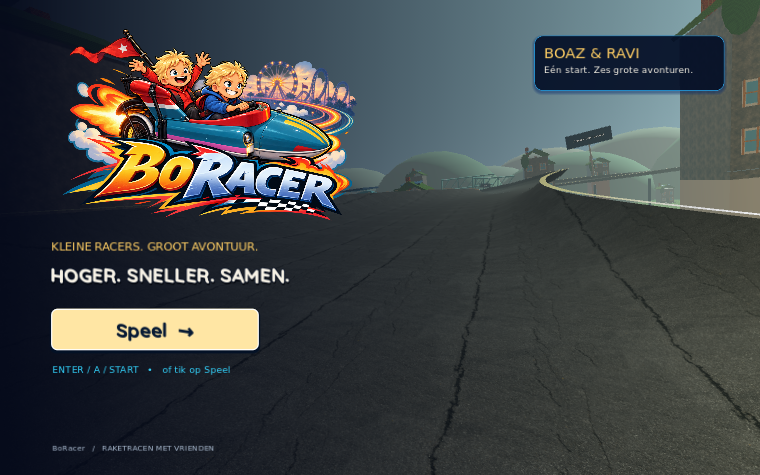 BORACER
BOAZ & RAVI
Eén start. Zes grote avonturen.
KLEINE RACERS. GROOT AVONTUUR.
HOGER. SNELLER. SAMEN.
Speel →
ENTER / A / START • of tik op Speel
BoRacer / RAKETRACEN MET VRIENDEN